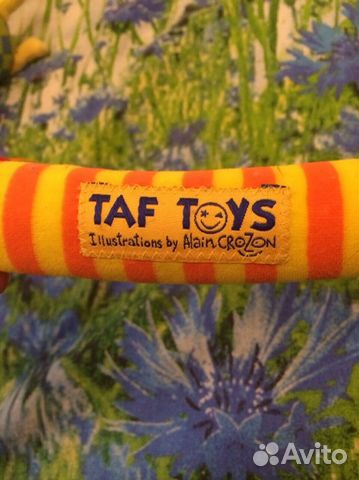 TAF TOYS
Illustrations by Alain CROZON
Avito